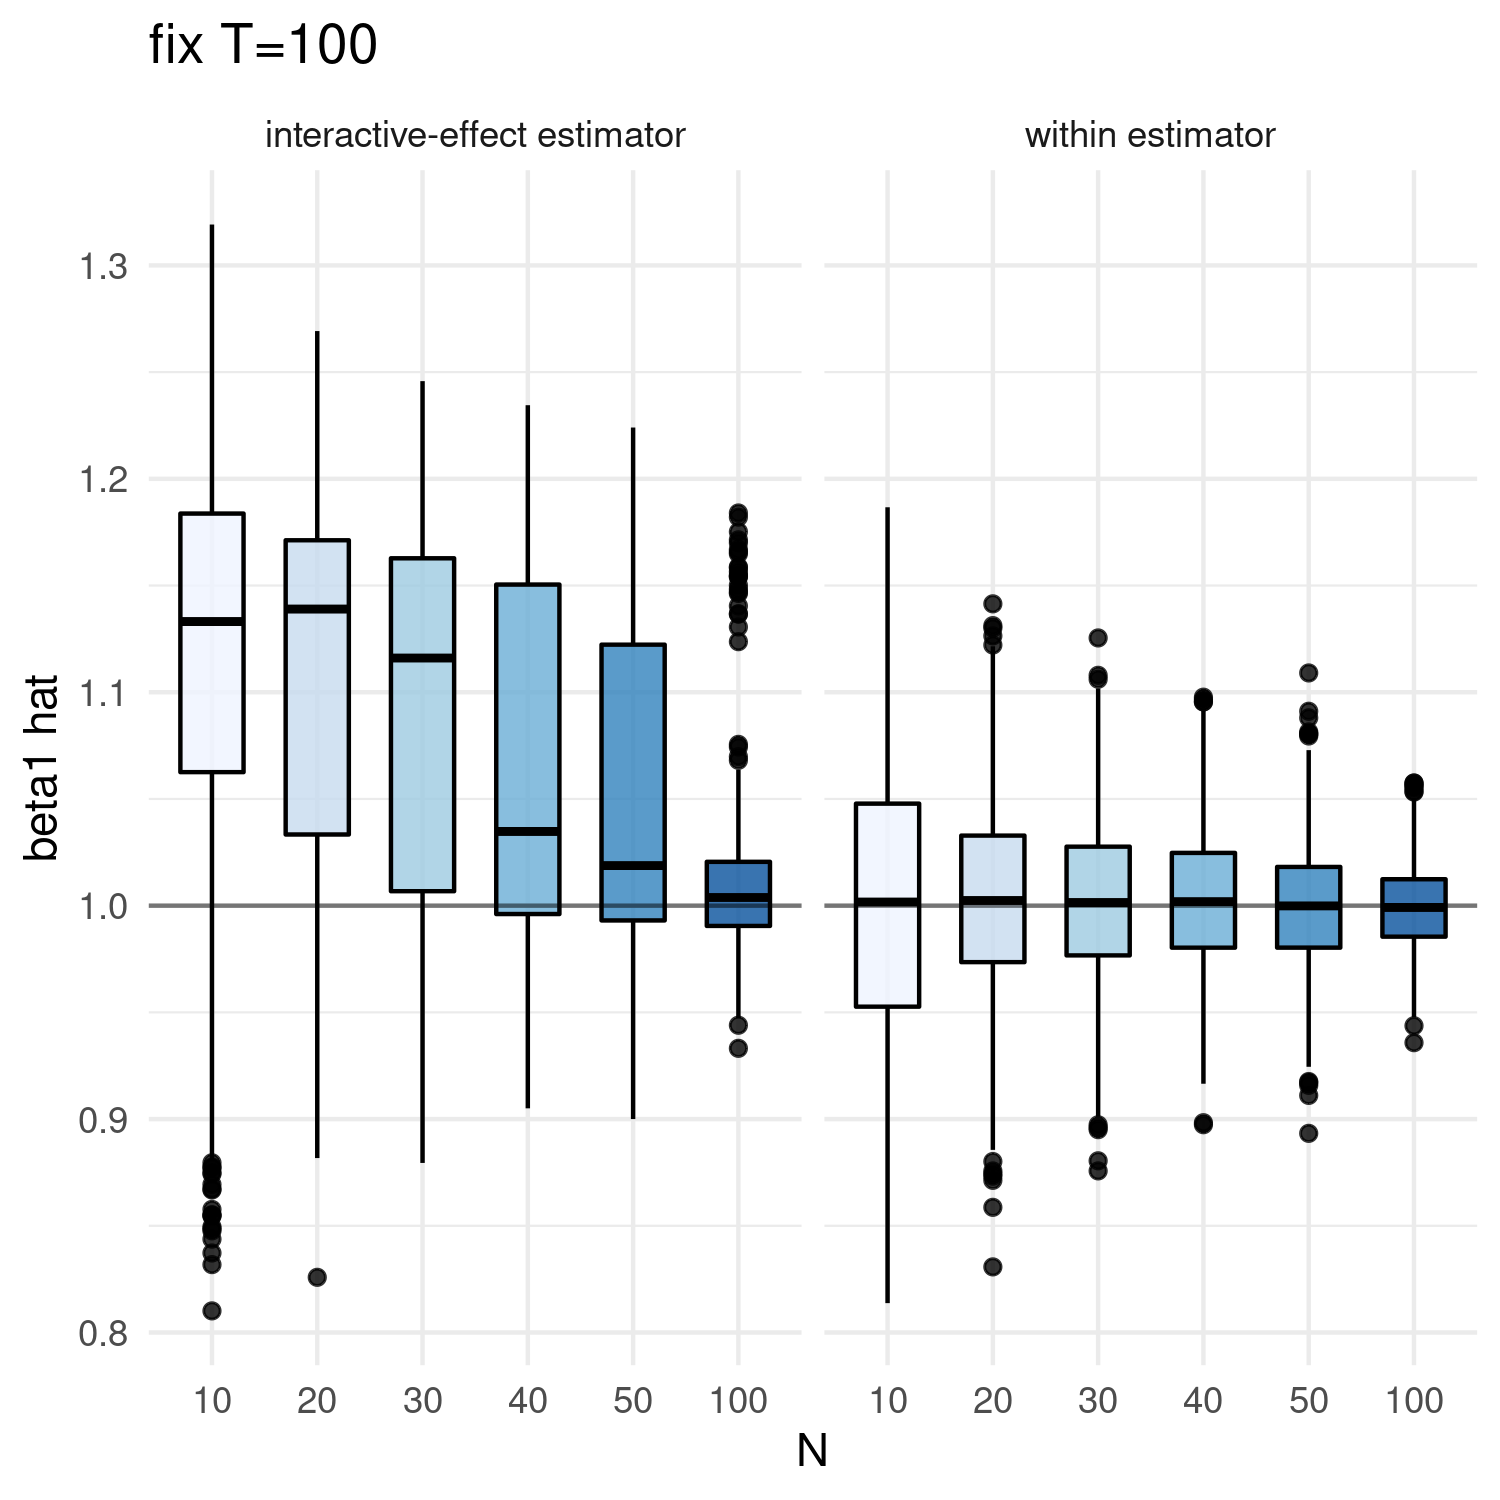 fix T=100
interactive-effect estimator
within estimator
beta1 hat
1.3
1.2
1.1
1.0
0.9
0.8
10 20 30 40 50 100
10 20 30 40 50 100
N